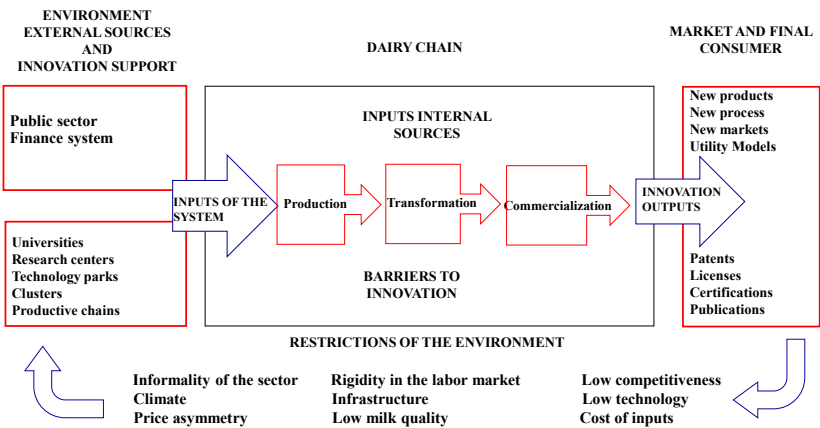 ENVIRONMENT
EXTERNAL SOURCES
AND
INNOVATION SUPPORT
DAIRY CHAIN
MARKET AND FINAL
CONSUMER
Public sector
Finance system
INPUTS INTERNAL
SOURCES
New products
New process
New markets
Utility Models
INPUTS OF THE
SYSTEM
Production
Transformation
Commercialization
INNOVATION
OUTPUTS
Universities
Research centers
Technology parks
Clusters
Productive chains
BARRIERS TO
INNOVATION
Patents
Licenses
Certifications
Publications
RESTRICTIONS OF THE ENVIRONMENT
Informality of the sector
Climate
Price asymmetry
Rigidity in the labor market
Infrastructure
Low milk quality
Low competitiveness
Low technology
Cost of inputs